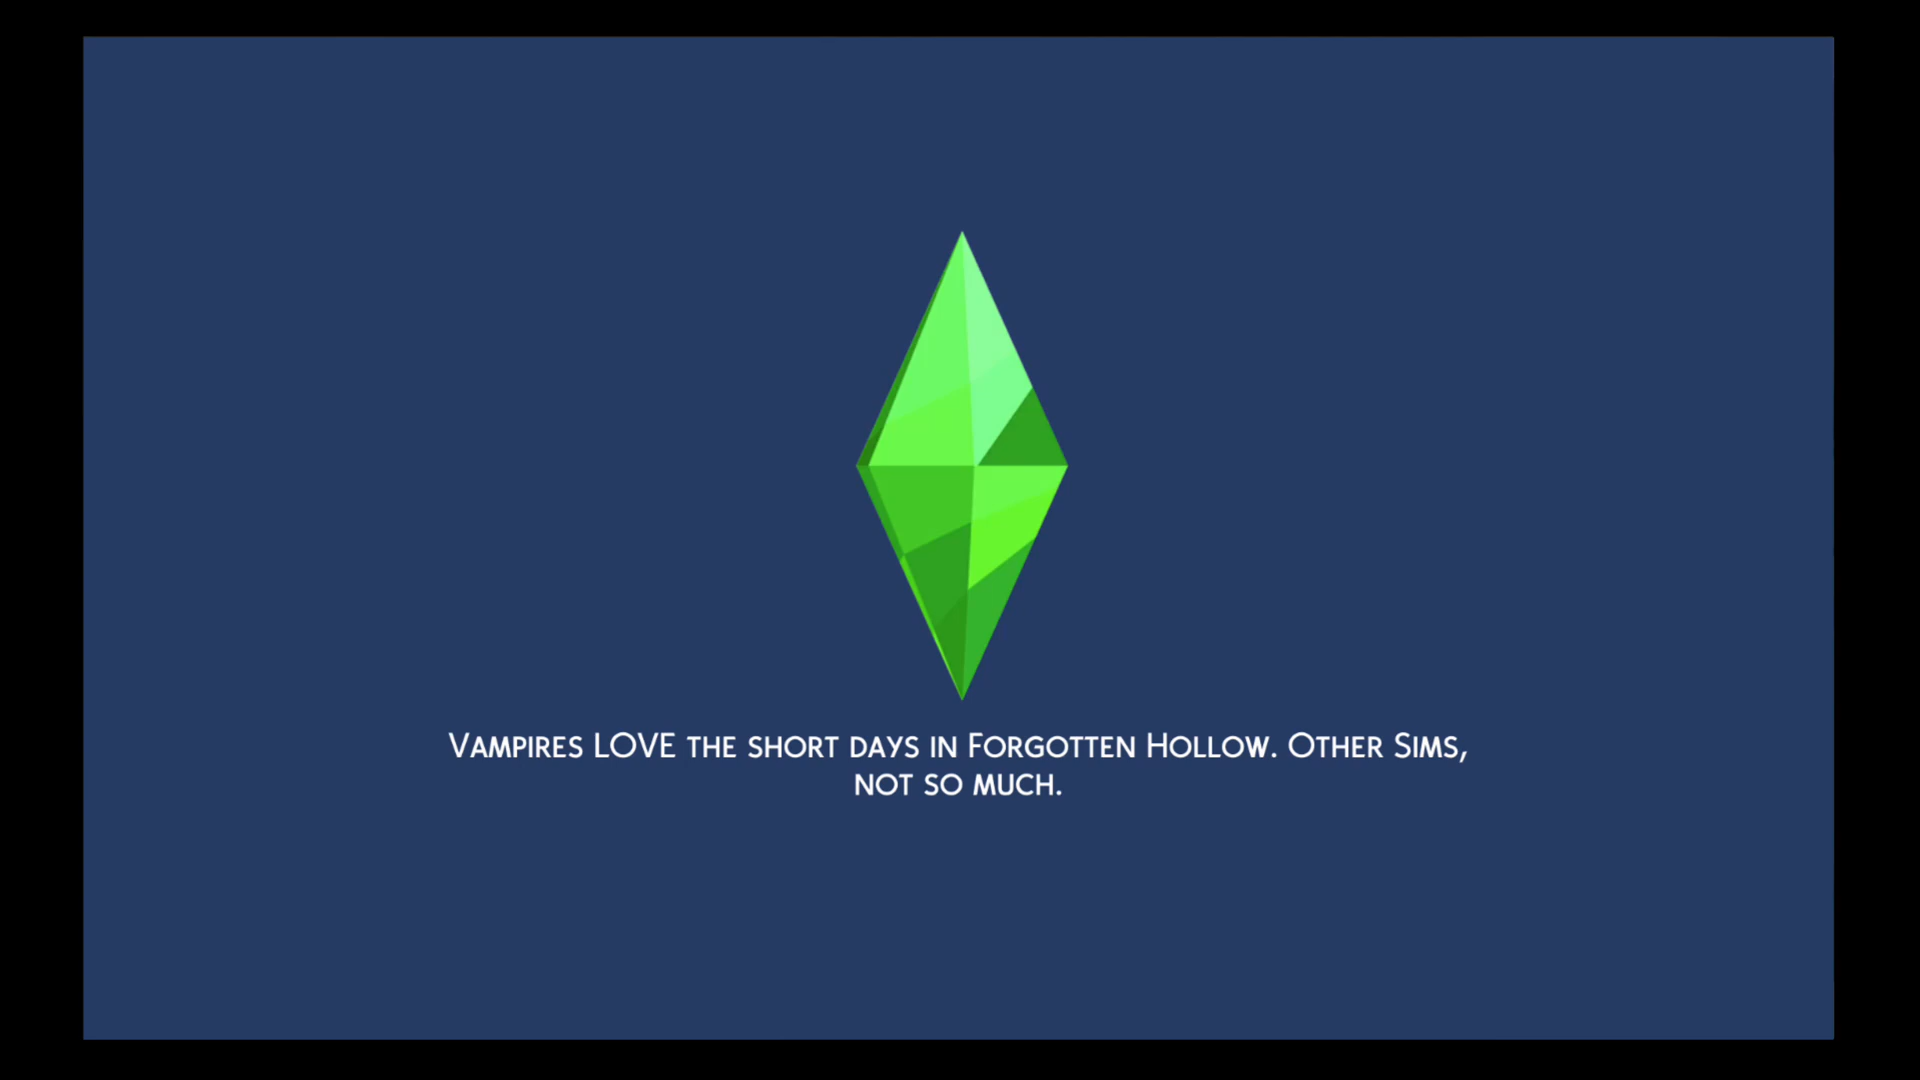 Vampires LOVE the short days in Forgotten Hollow. Other Sims,
not so much.